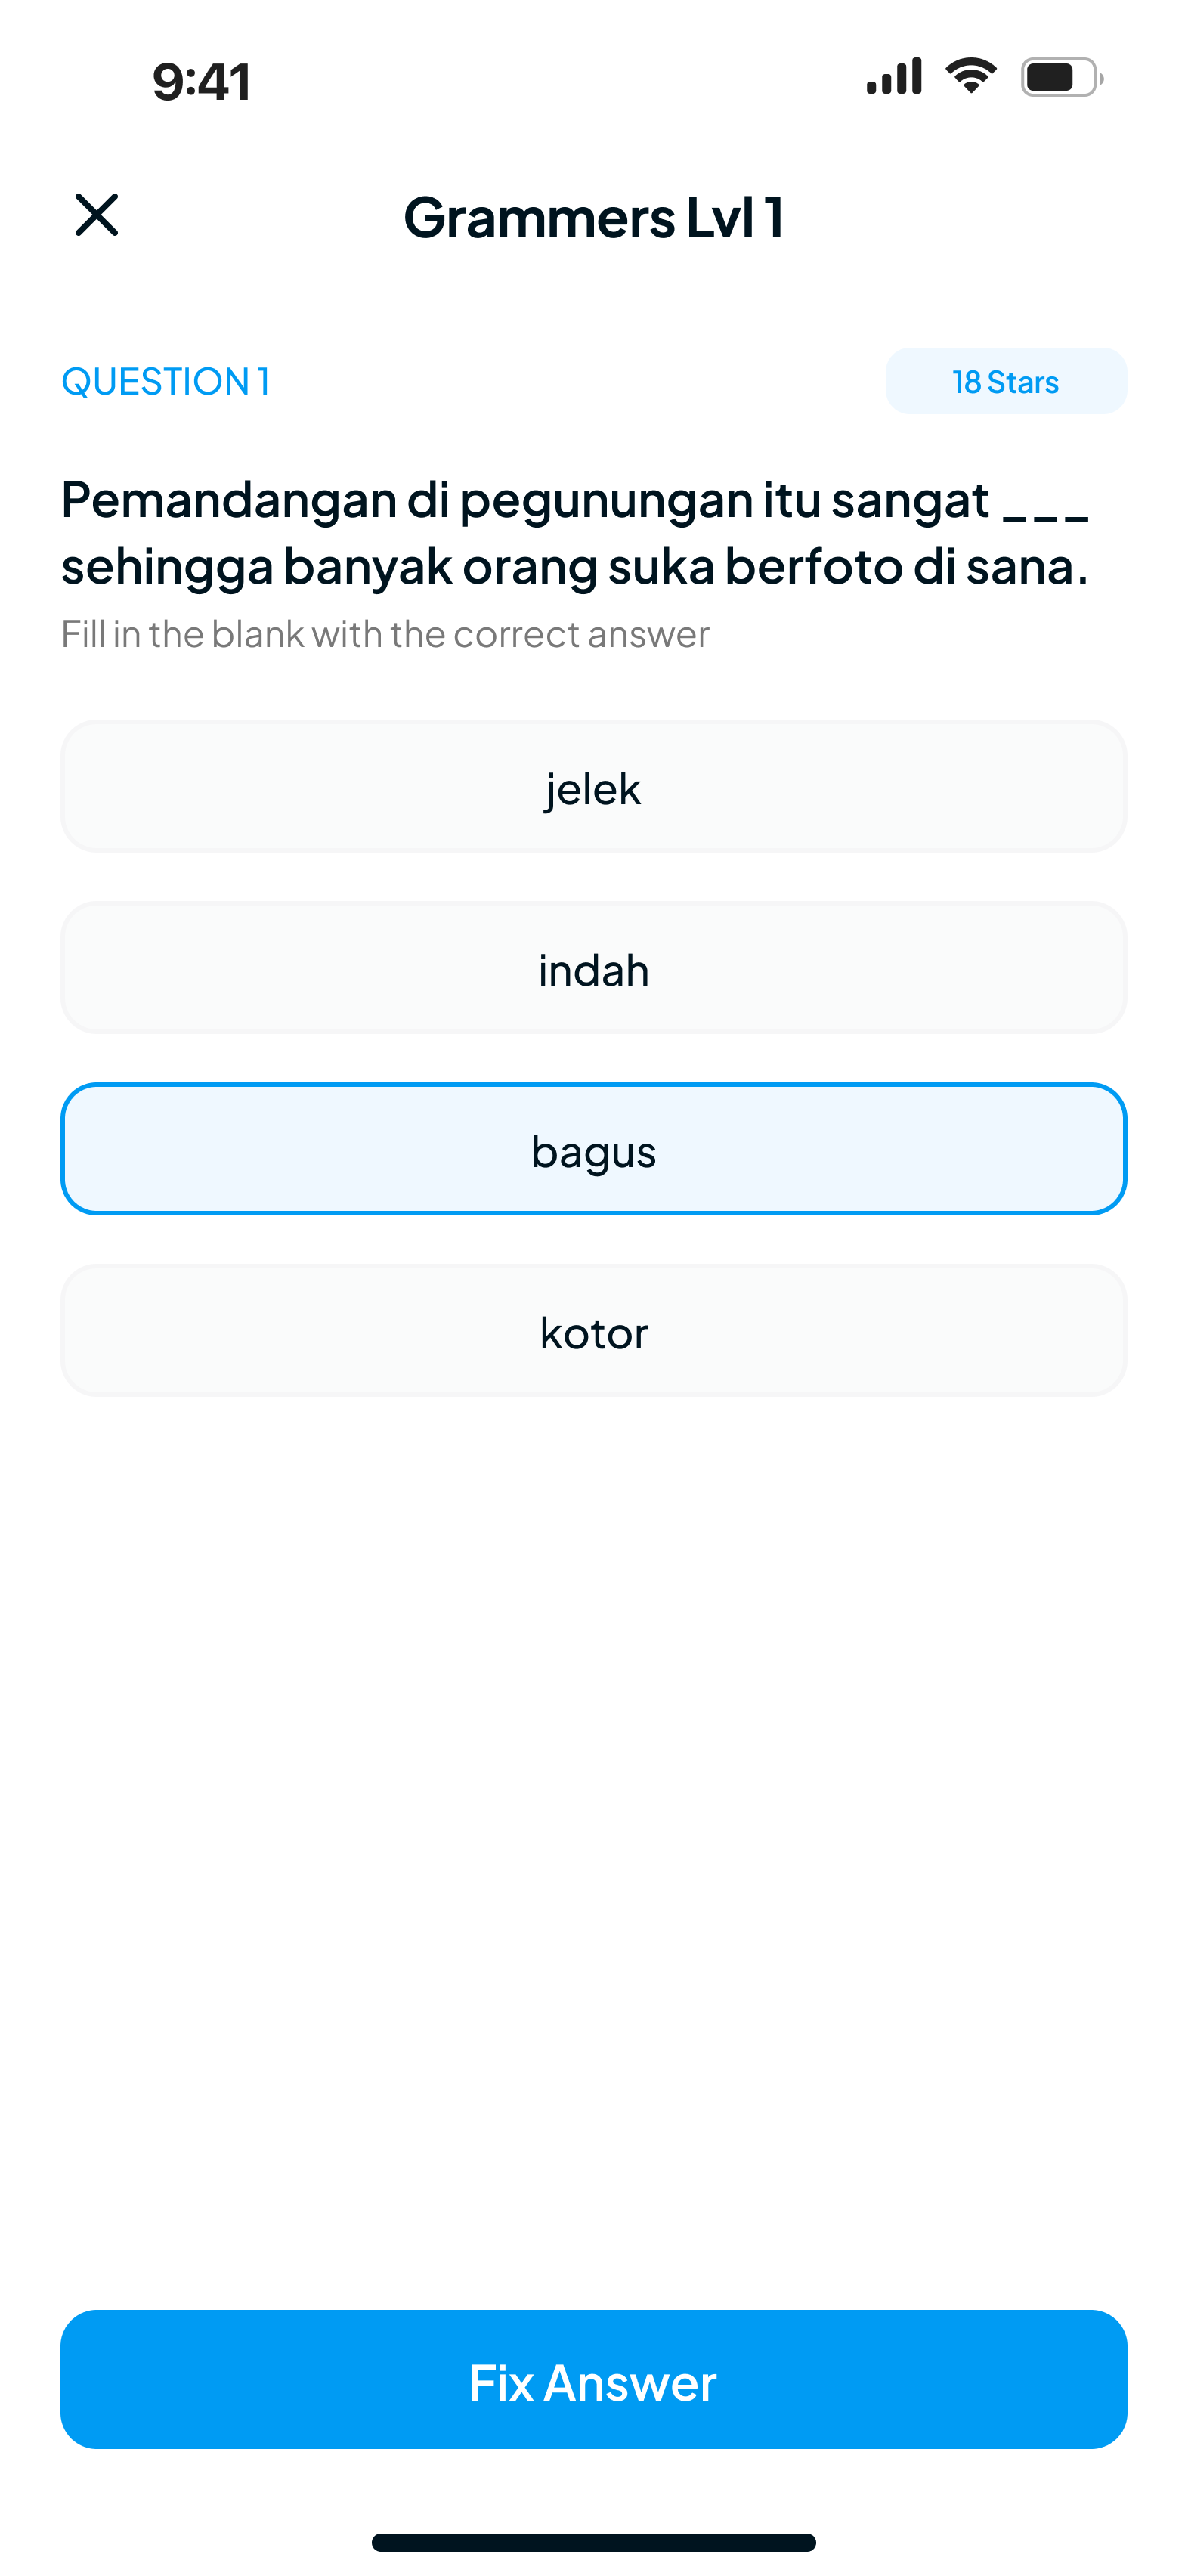 9:41
Grammers Lvl 1
QUESTION 1
18 Stars
Pemandangan di pegunungan itu sangat ___
sehingga banyak orang suka berfoto di sana.
Fill in the blank with the correct answer
jelek
indah
bagus
kotor
Fix Answer